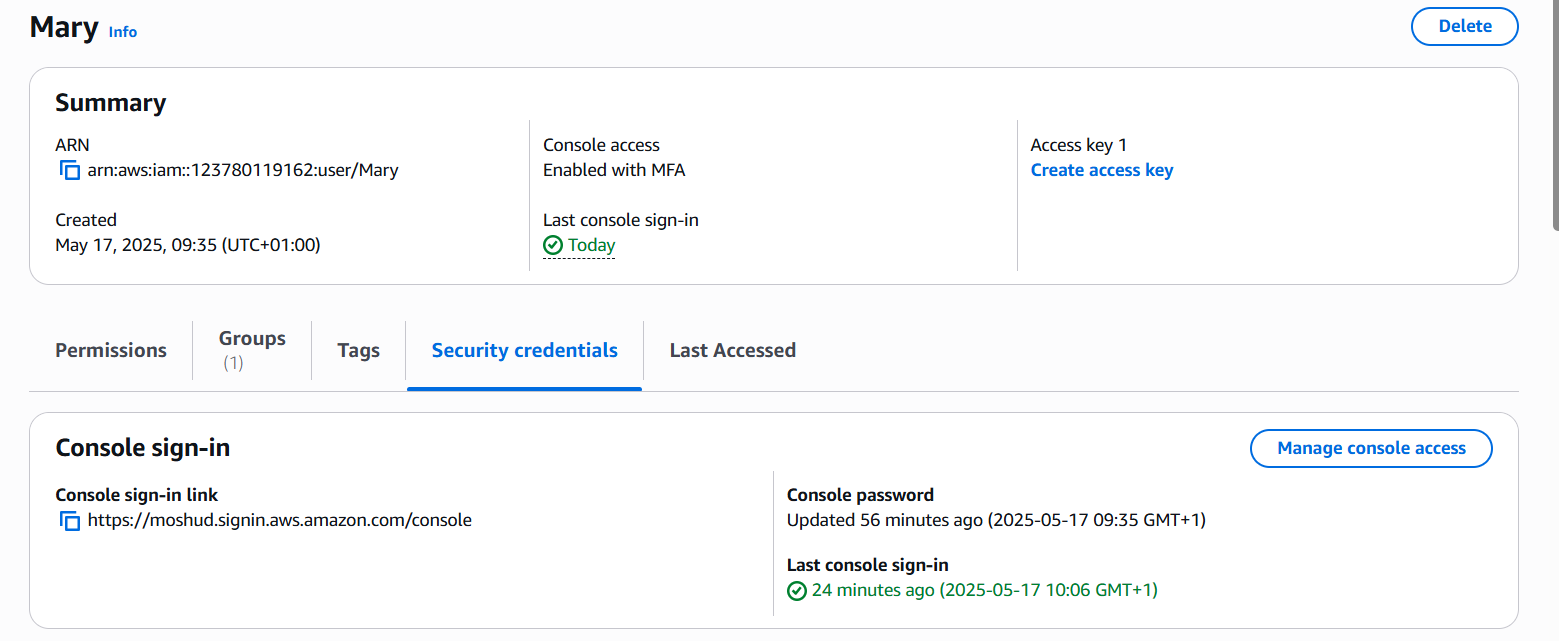 Mary Info
Delete
Summary
ARN
arn:aws:iam::123780119162:user/Mary
Created
May 17, 2025, 09:35 (UTC+01:00)
Console access
Enabled with MFA
Last console sign-in
Today
Access key 1
Create access key
Permissions
Groups
(1)
Tags
Security credentials
Last Accessed
Console sign-in
Manage console access
Console sign-in link
https://moshud.signin.aws.amazon.com/console
Console password
Updated 56 minutes ago (2025-05-17 09:35 GMT+1)
Last console sign-in
24 minutes ago (2025-05-17 10:06 GMT+1)